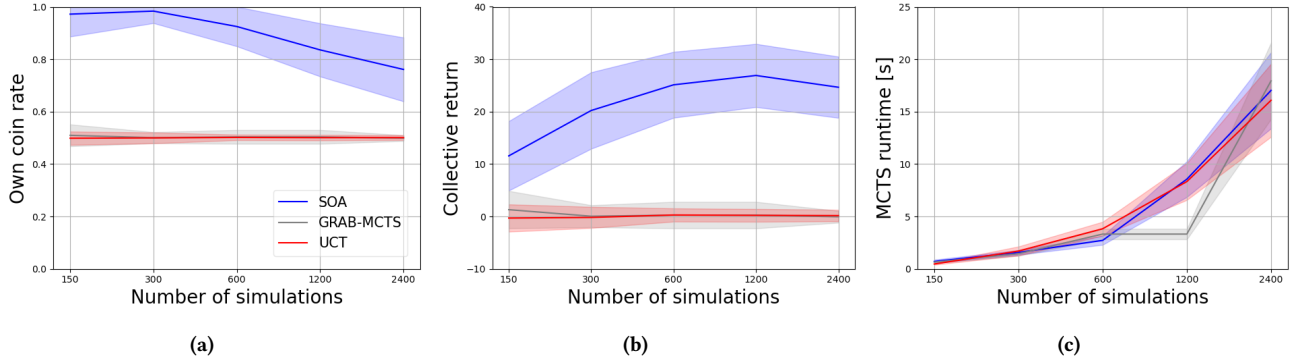 Own coin rate
1.0
0.8
0.6
0.4
0.2
0.0
150 300 600 1200 2400
Number of simulations
SOA
GRAB-MCTS
UCT
(a)
Collective return
40
30
20
10
0
−10
150 300 600 1200 2400
Number of simulations
(b)
MCTS runtime [s]
25
20
15
10
5
0
150 300 600 1200 2400
Number of simulations
(c)